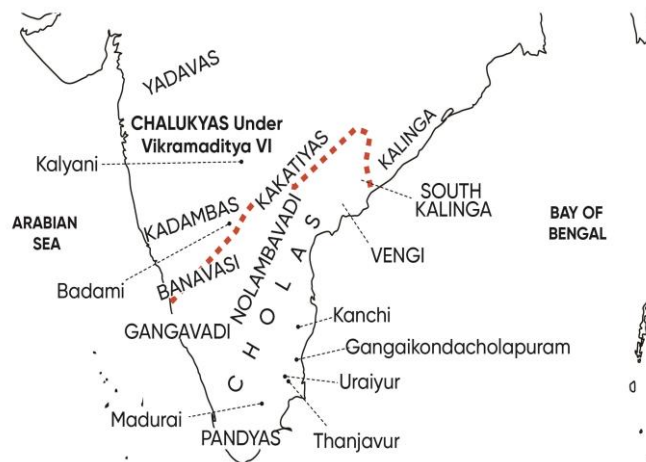 YADAVAS
CHALUKYAS Under
Vikramaditya VI
Kalyani
KAKATIYAS
KALINGA
ARABIAN
SEA
KADAMBAS
SOUTH
KALINGA
BAY OF
BENGAL
Badami
BANAVASI
NOLAMBAVADI
VENGI
GANGAVADI
CHOLAS
Kanchi
Gangaikondacholapuram
Uraiyur
Madurai
PANDYAS
Thanjavur